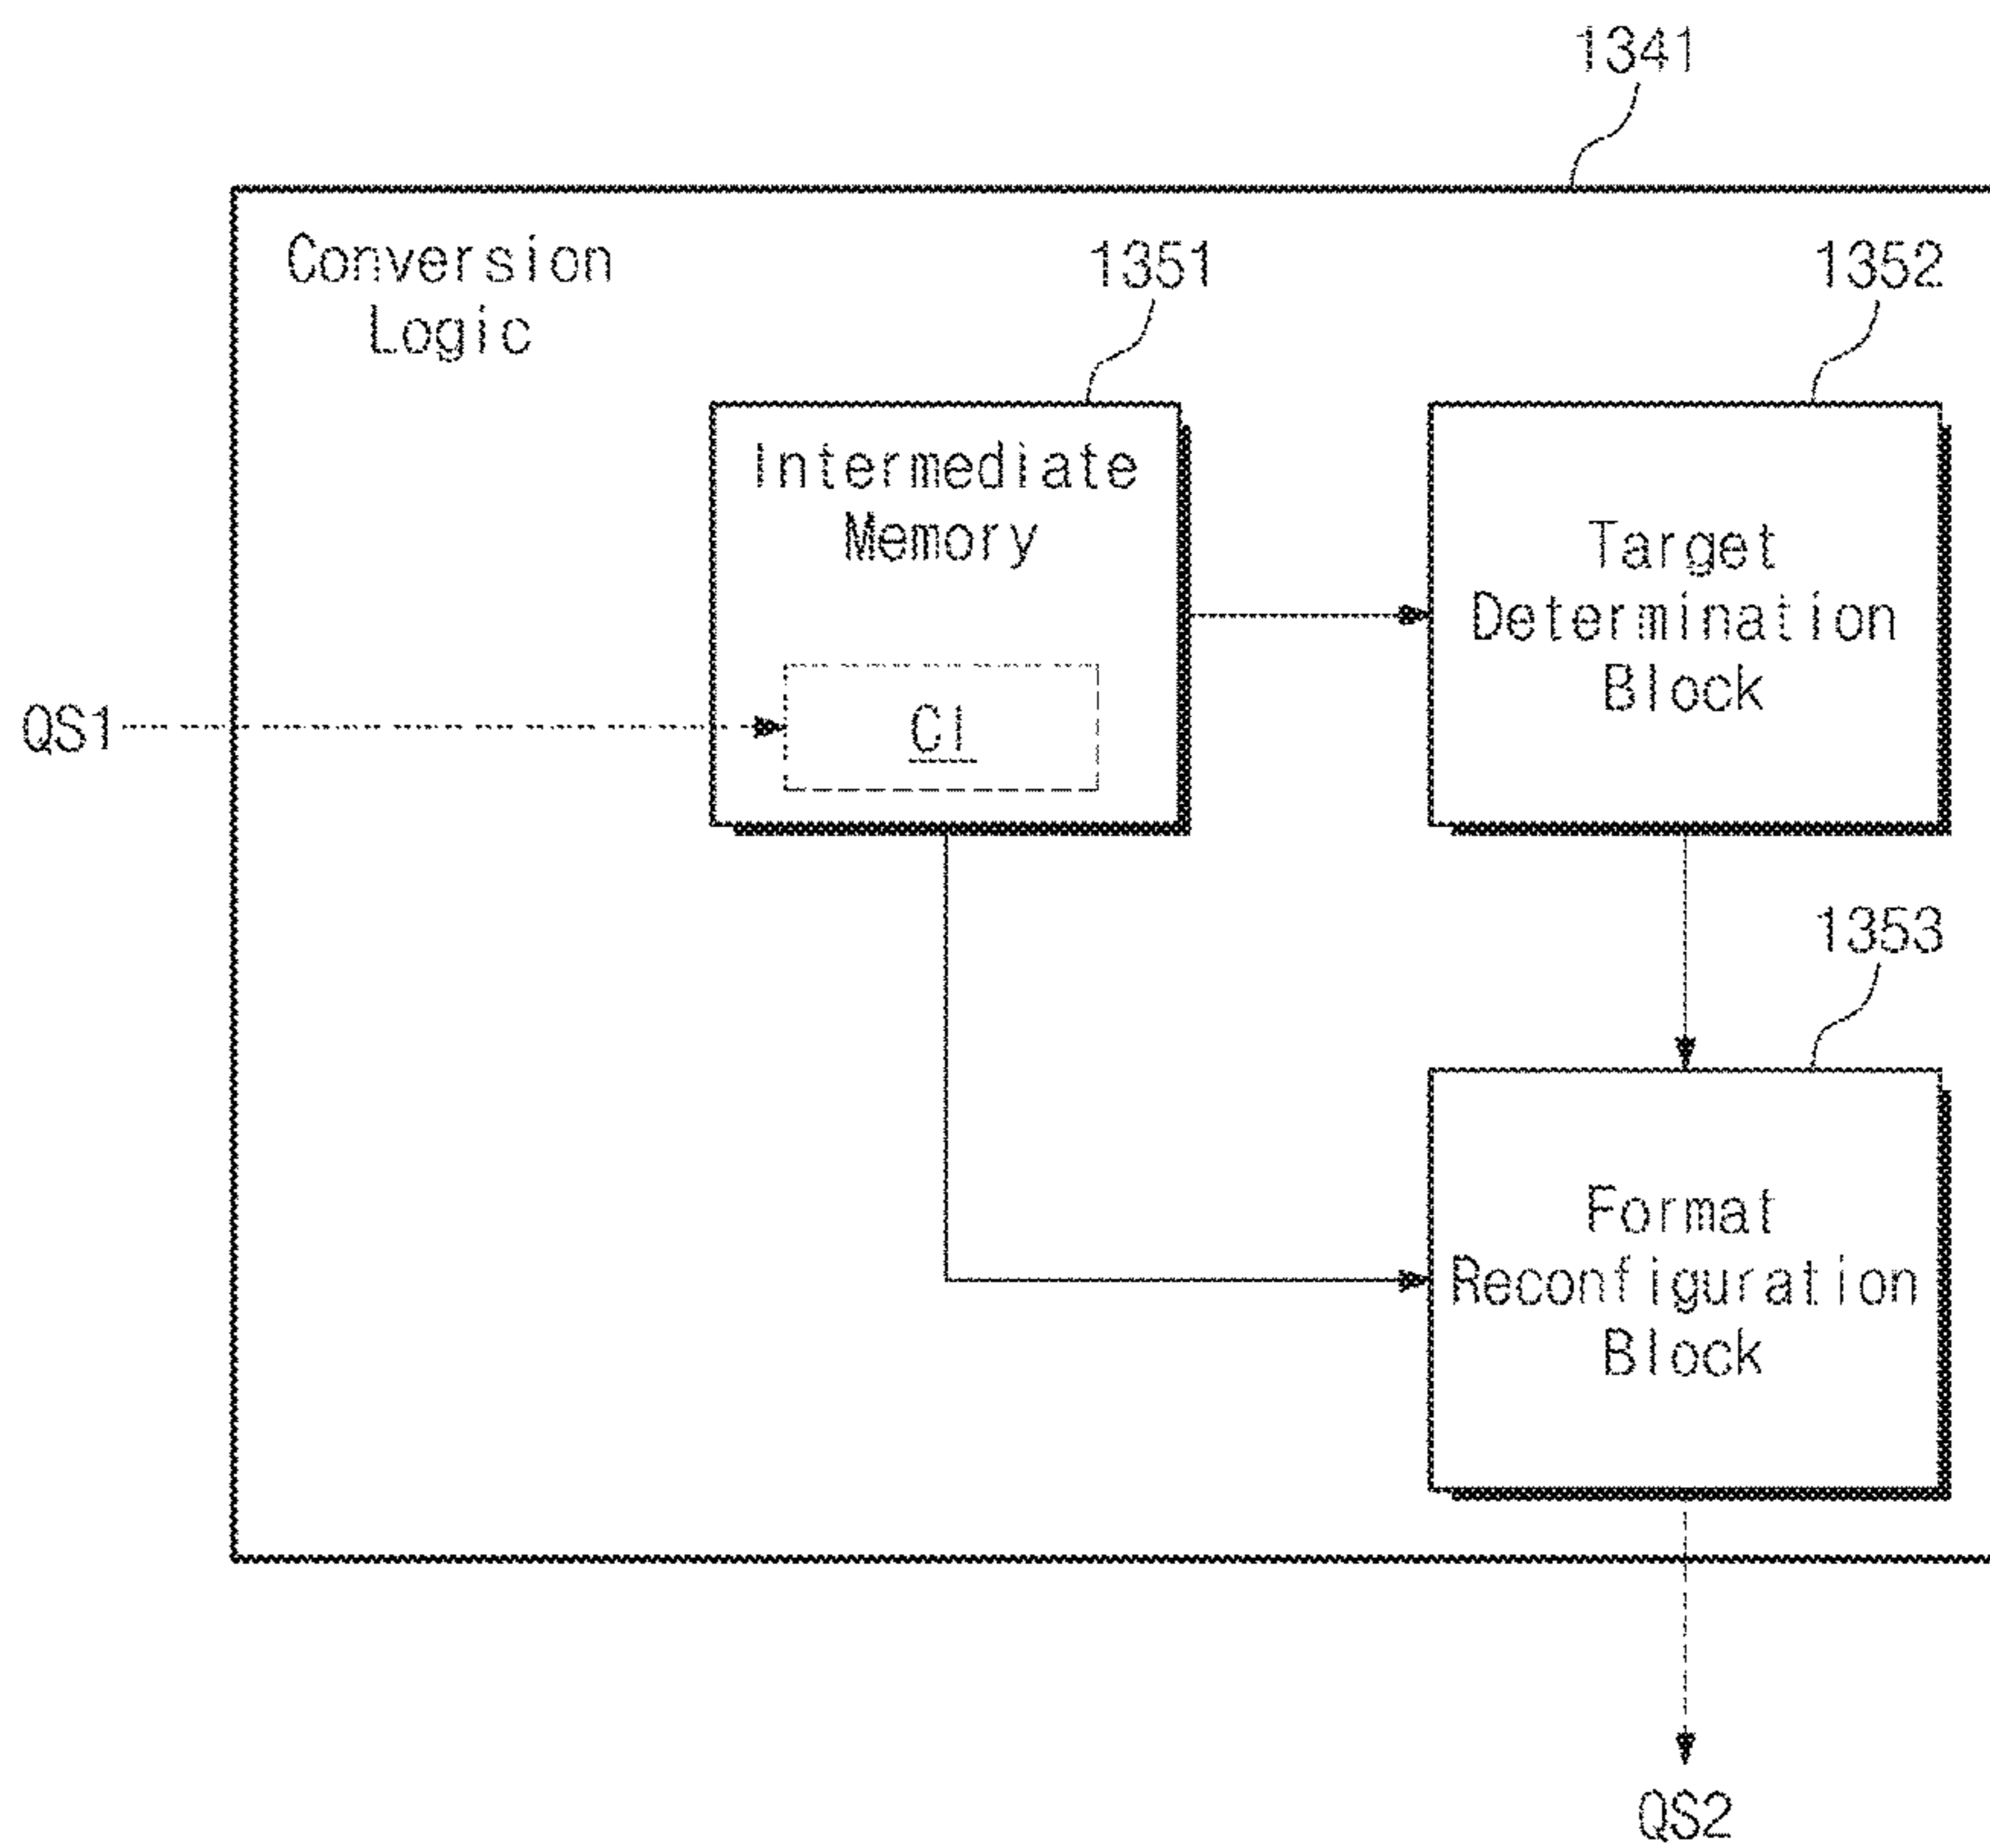 1341
Conversion
Logic
1351
1352
Intermediate
Memory
Target
Determination
Block
QS1
CI
1353
Format
Reconfiguration
Block
QS2